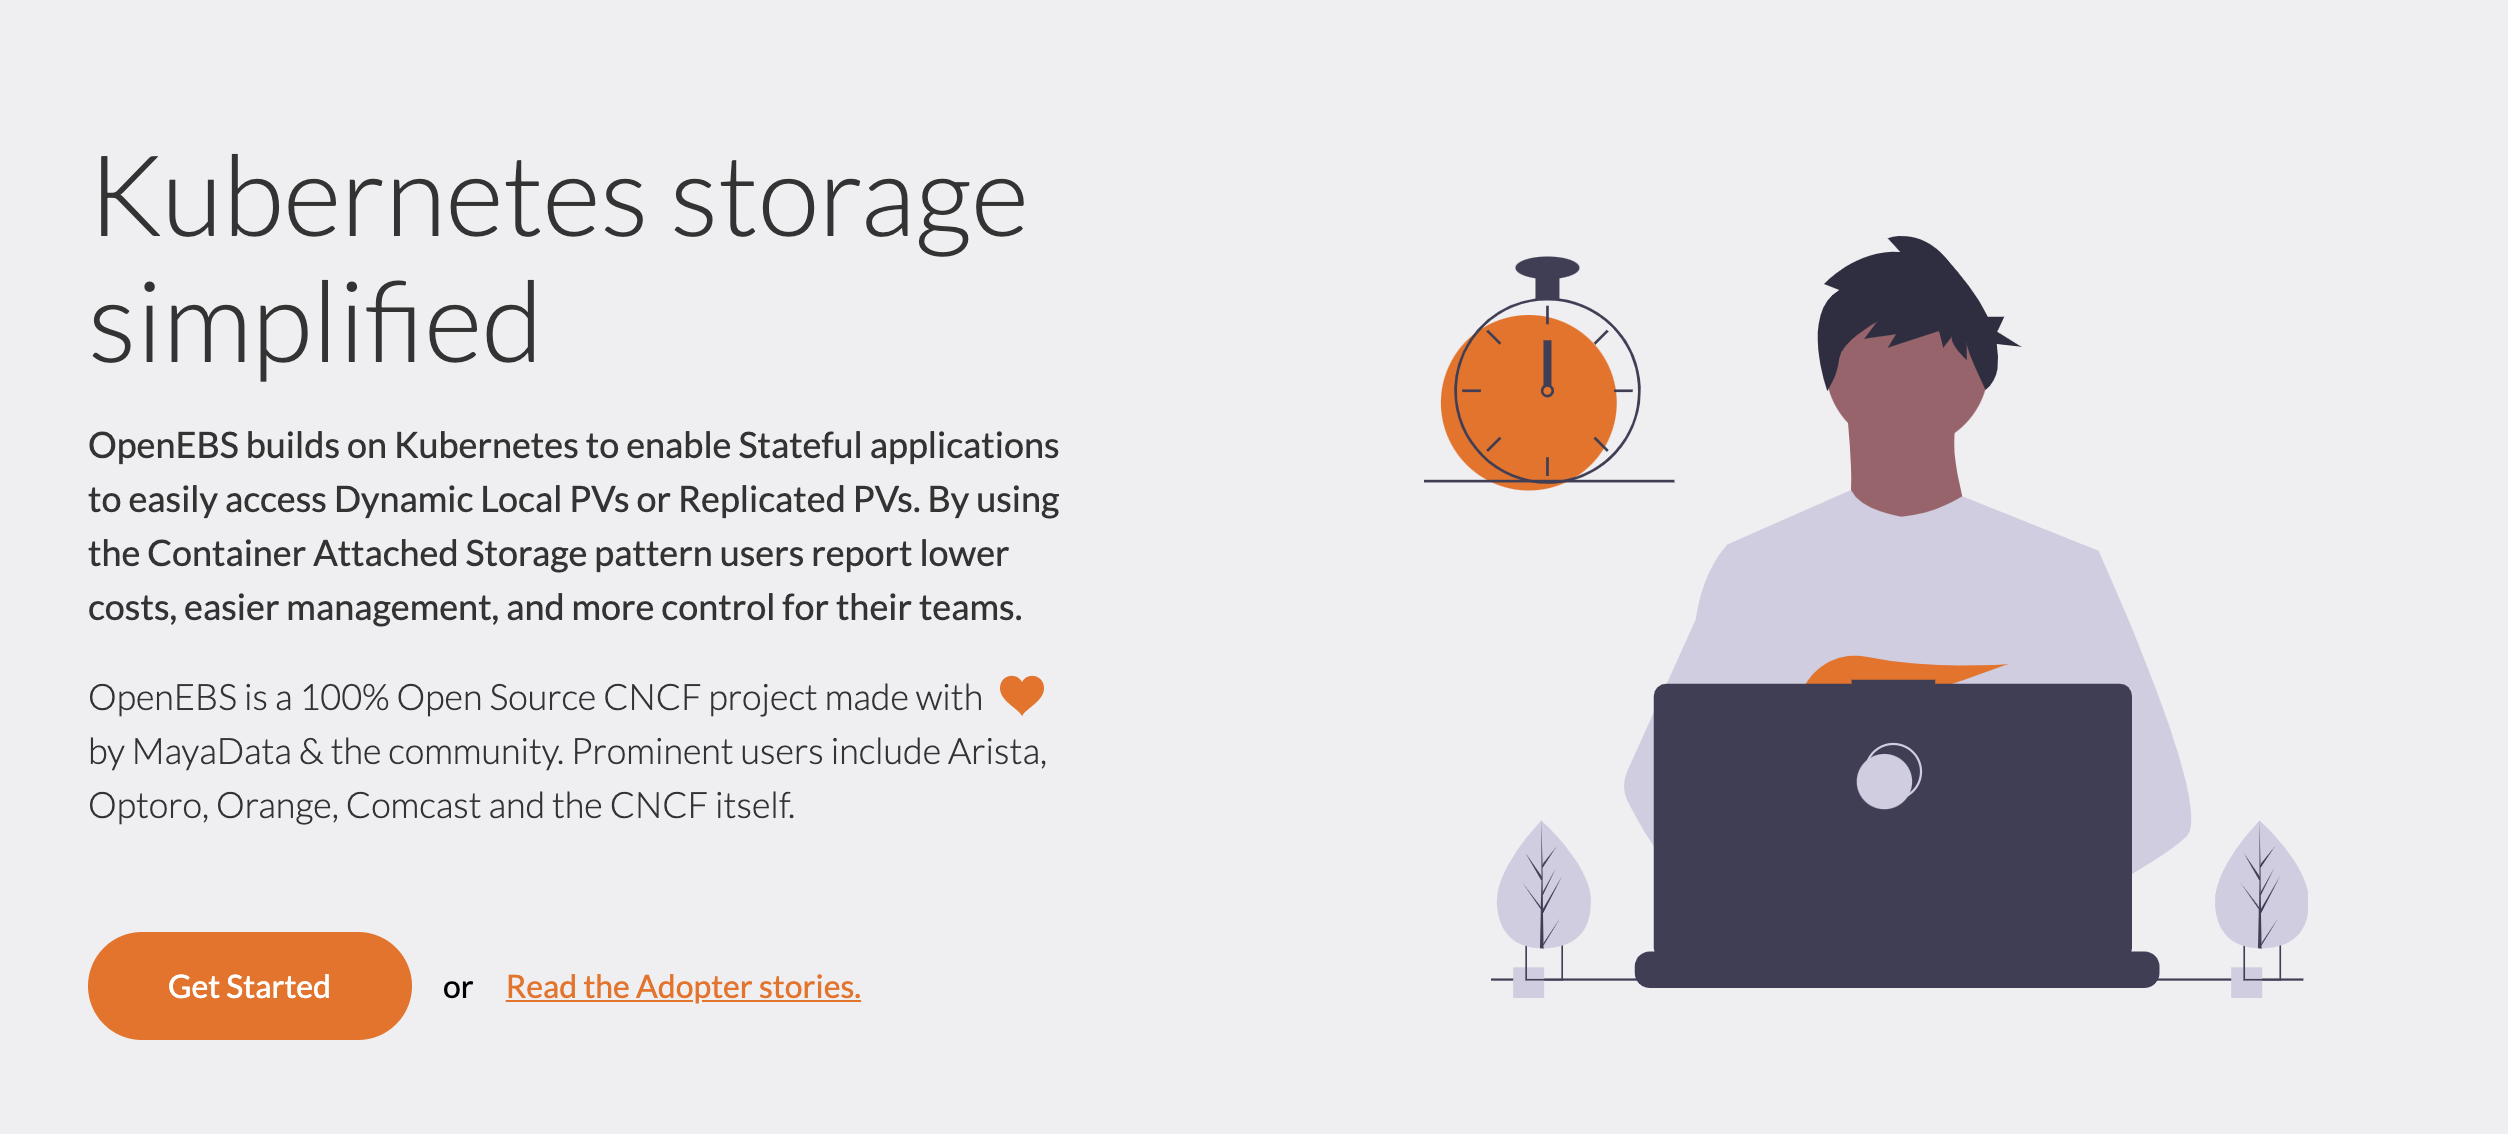 Kubernetes storage
simplified
OpenEBS builds on Kubernetes to enable Stateful applications
to easily access Dynamic Local PVs or Replicated PVs. By using
the Container Attached Storage pattern users report lower
costs, easier management, and more control for their teams.
OpenEBS is a 100% Open Source CNCF project made with
by MayaData & the community. Prominent users include Arista,
Optoro, Orange, Comcast and the CNCF itself.
Get Started or Read the Adopter stories.